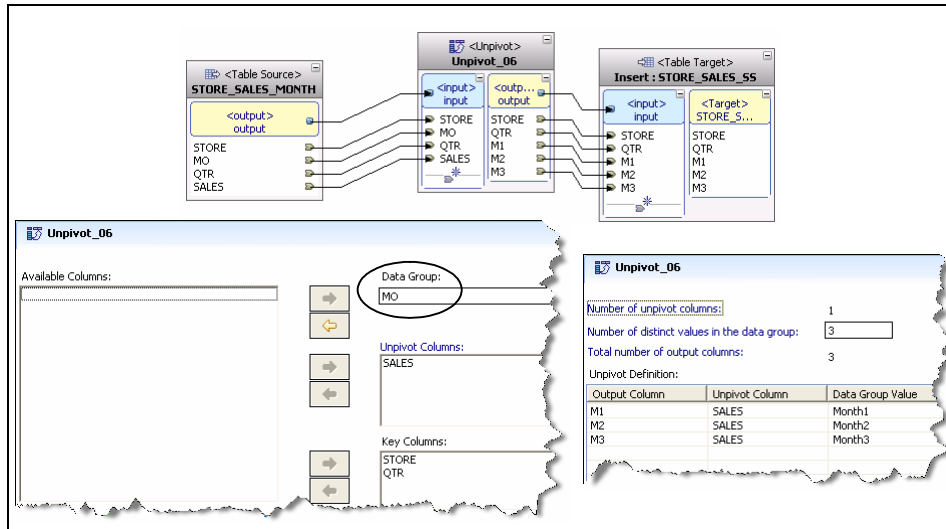 <Table Source>
STORE_SALES_MONTH
<output>
output
STORE
MO
QTR
SALES
<Unpivot>
Unpivot_06
<input>
input
<outp...
output
STORE
MO
QTR
SALES
STORE
QTR
M1
M2
M3
<Table Target>
Insert : STORE_SALES_SS
<input>
input
<Target>
STORE_S...
STORE
QTR
M1
M2
M3
STORE
QTR
M1
M2
M3
Unpivot_06
Available Columns:
Data Group:
MO
Unpivot Columns:
SALES
Key Columns:
STORE
QTR
Unpivot_06
Number of unpivot columns: 1
Number of distinct values in the data group: 3
Total number of output columns: 3
Unpivot Definition:
Output Column Unpivot Column Data Group Value
M1 SALES Month1
M2 SALES Month2
M3 SALES Month3